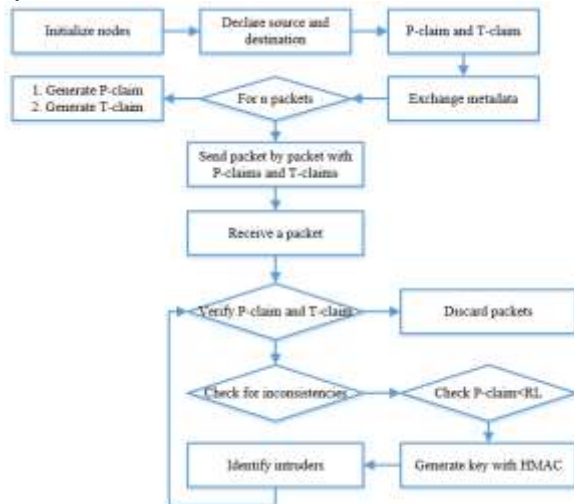 Initialize nodes
Declare source and
destination
P-claim and T-claim
1. Generate P-claim
2. Generate T-claim
For n packets
Exchange metadata
Send packet by packet with
P-claims and T-claims
Receive a packet
Verify P-claim and T-claim
Discard packets
Check for inconsistencies
Check P-claim<RL
Identify intruders
Generate key with HMAC